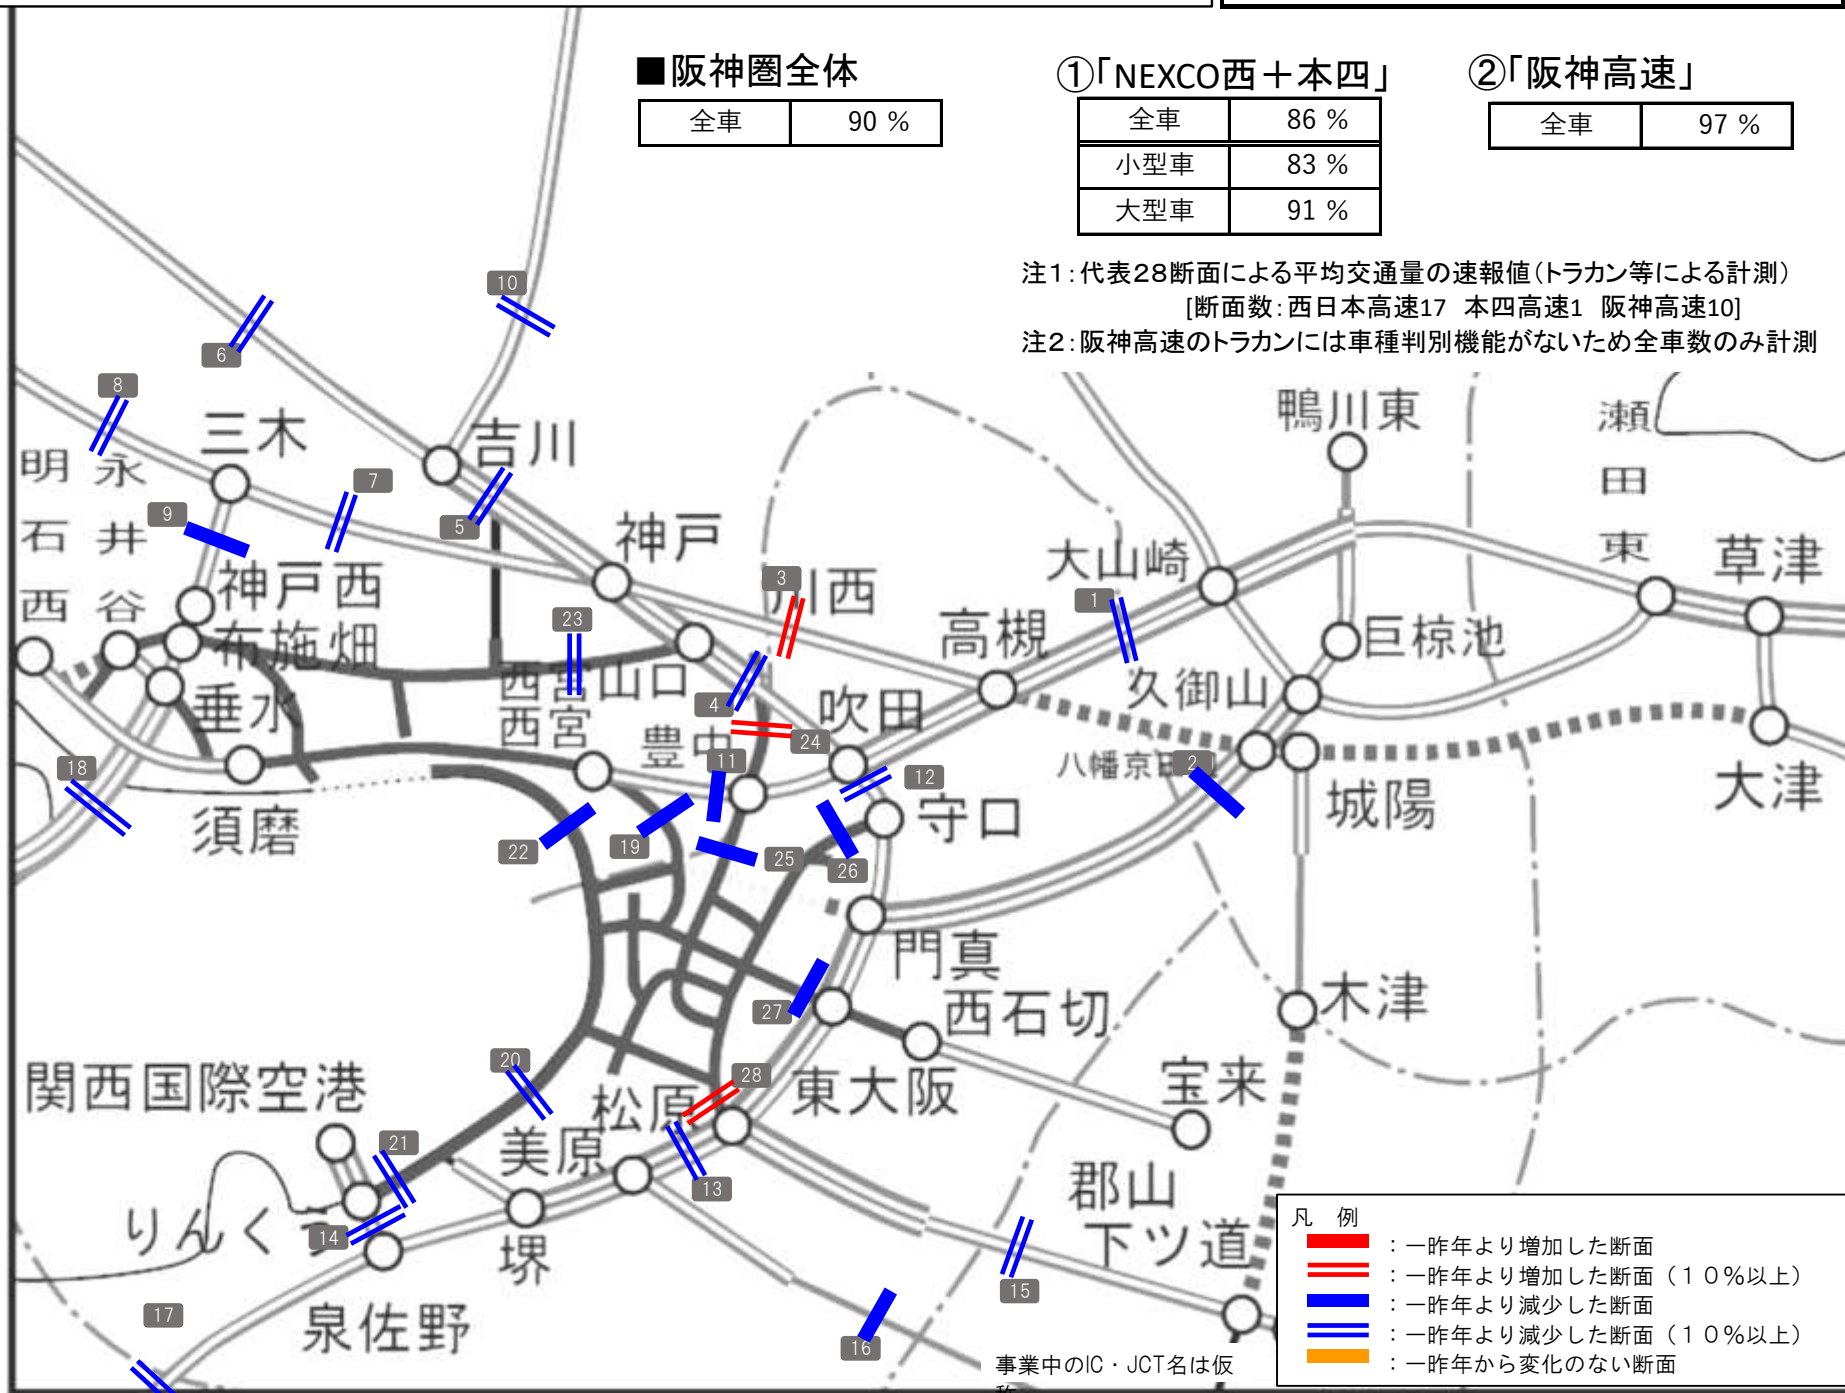 ■阪神圏全体
全車 90 %
①「NEXCO西＋本四」
全車 86 %
小型車 83 %
大型車 91 %
②「阪神高速」
全車 97 %
注1：代表28断面による平均交通量の速報値（トラカン等による計測）
[断面数：西日本高速17 本四高速1 阪神高速10]
注2：阪神高速のトラカンには車種判別機能がないため全車数のみ計測
10
6
8
三木
吉川
鴨川東
瀬田東
明石西
永井谷
7
9
5
神戸
大山崎
草津
神戸西
布施畑
23
3
川西
1
高槻
巨椋池
西宮山口
久御山
垂水
西宮
4
吹田
24
豊中
11
八幡京田
2
18
12
城陽
大津
須磨
守口
22
19
25
26
門真
27
西石切
木津
20
28
関西国際空港
松原
東大阪
宝来
21
美原
13
郡山
下ツ道
りんくう
14
堺
15
17
泉佐野
16
事業中のIC・JCT名は仮
称
凡 例
：一昨年より増加した断面
：一昨年より増加した断面（１０％以上）
：一昨年より減少した断面
：一昨年より減少した断面（１０％以上）
：一昨年から変化のない断面